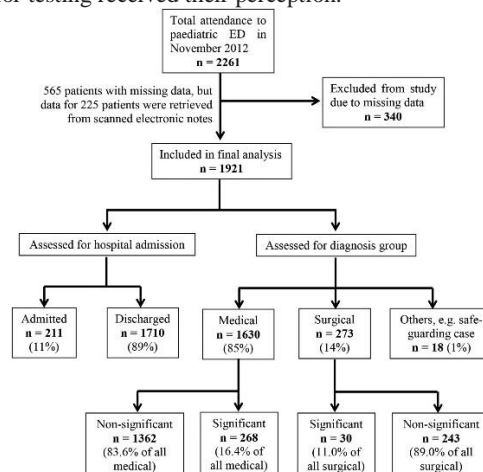 for testing received their perception.
Total attendance to
paediatric ED in
November 2012
n = 2261
565 patients with missing data, but
data for 225 patients were retrieved
from scanned electronic notes
Excluded from study
due to missing data
n = 340
Included in final analysis
n = 1921
Assessed for hospital admission
Assessed for diagnosis group
Admitted
n = 211
(11%)
Discharged
n = 1710
(89%)
Medical
n = 1630
(85%)
Surgical
n = 273
(14%)
Others, e.g. safe-
guarding case
n = 18 (1%)
Non-significant
n = 1362
(83.6% of all
medical)
Significant
n = 268
(16.4% of
all medical)
Significant
n = 30
(11.0% of
all surgical)
Non-significant
n = 243
(89.0% of all
surgical)